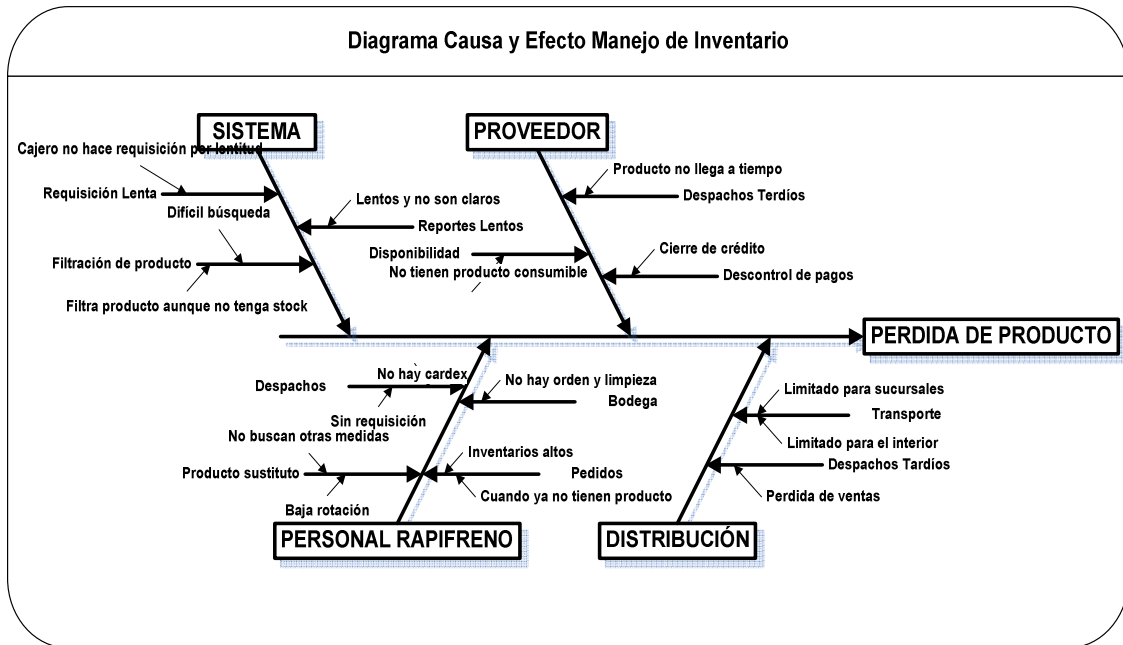 Diagrama Causa y Efecto Manejo de Inventario
SISTEMA
PROVEEDOR
Cajero no hace requisición por lentitud
Requisición Lenta
Difícil búsqueda
Lentos y no son claros
Reportes Lentos
Filtración de producto
Filtra producto aunque no tenga stock
Producto no llega a tiempo
Despachos Terdíos
Disponibilidad
No tienen producto consumible
Cierre de crédito
Descontrol de pagos
PERDIDA DE PRODUCTO
Despachos
No hay cardex
Sin requisición
No hay orden y limpieza
Bodega
No buscan otras medidas
Producto sustituto
Baja rotación
Inventarios altos
Pedidos
Cuando ya no tienen producto
Limitado para sucursales
Transporte
Limitado para el interior
Despachos Tardíos
Perdida de ventas
PERSONAL RAPIFRENO
DISTRIBUCIÓN